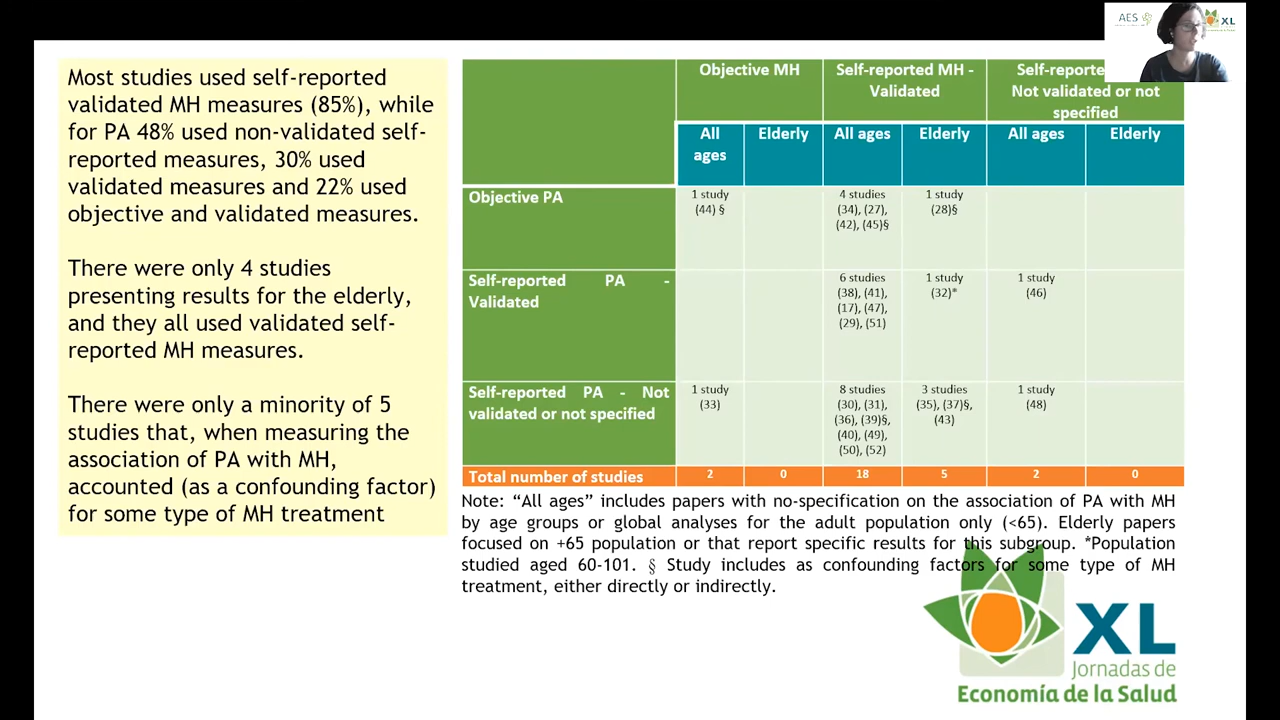 AES
XL
Most studies used self-reported
validated MH measures (85%), while
for PA 48% used non-validated self-
reported measures, 30% used
validated measures and 22% used
objective and validated measures.
There were only 4 studies
presenting results for the elderly,
and they all used validated self-
reported MH measures.
There were only a minority of 5
studies that, when measuring the
association of PA with MH,
accounted (as a confounding factor)
for some type of MH treatment
Objective MH
Self-reported MH -
Validated
Self-reporte
Not validated or not
specified
All
ages
Elderly
All ages
Elderly
All ages
Elderly
Objective PA
1 study
(44) §
4 studies
(34), (27),
(42), (45)§
1 study
(28)§
Self-reported PA -
Validated
6 studies
(38), (41),
(17), (47),
(29), (51)
1 study
(32)*
1 study
(46)
Self-reported PA - Not
validated or not specified
1 study
(33)
8 studies
(30), (31),
(36), (39)§,
(40), (49),
(50), (52)
3 studies
(35), (37)§,
(43)
1 study
(48)
Total number of studies 2 0 18 5 2 0
Note: “All ages” includes papers with no-specification on the association of PA with MH
by age groups or global analyses for the adult population only (<65). Elderly papers
focused on +65 population or that report specific results for this subgroup. *Population
studied aged 60-101. § Study includes as confounding factors for some type of MH
treatment, either directly or indirectly.
XL
Jornadas de
Economía de la Salud